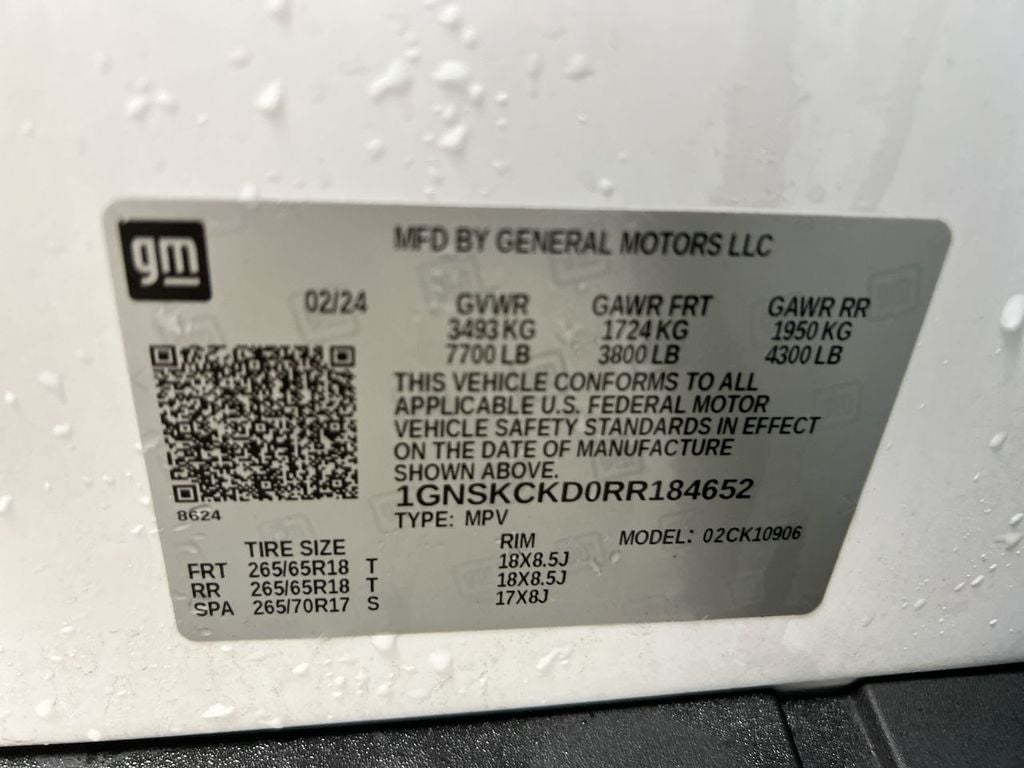 gm
MFD BY GENERAL MOTORS LLC
02/24 GVWR GAWR FRT GAWR RR
3493 KG 1724 KG 1950 KG
7700 LB 3800 LB 4300 LB
THIS VEHICLE CONFORMS TO ALL
APPLICABLE U.S. FEDERAL MOTOR
VEHICLE SAFETY STANDARDS IN EFFECT
ON THE DATE OF MANUFACTURE
SHOWN ABOVE.
1GNSKCKD0RR184652
8624
TYPE: MPV MODEL: 02CK10906
TIRE SIZE RIM
FRT 265/65R18 T 18X8.5J
RR 265/65R18 T 18X8.5J
SPA 265/70R17 S 17X8J